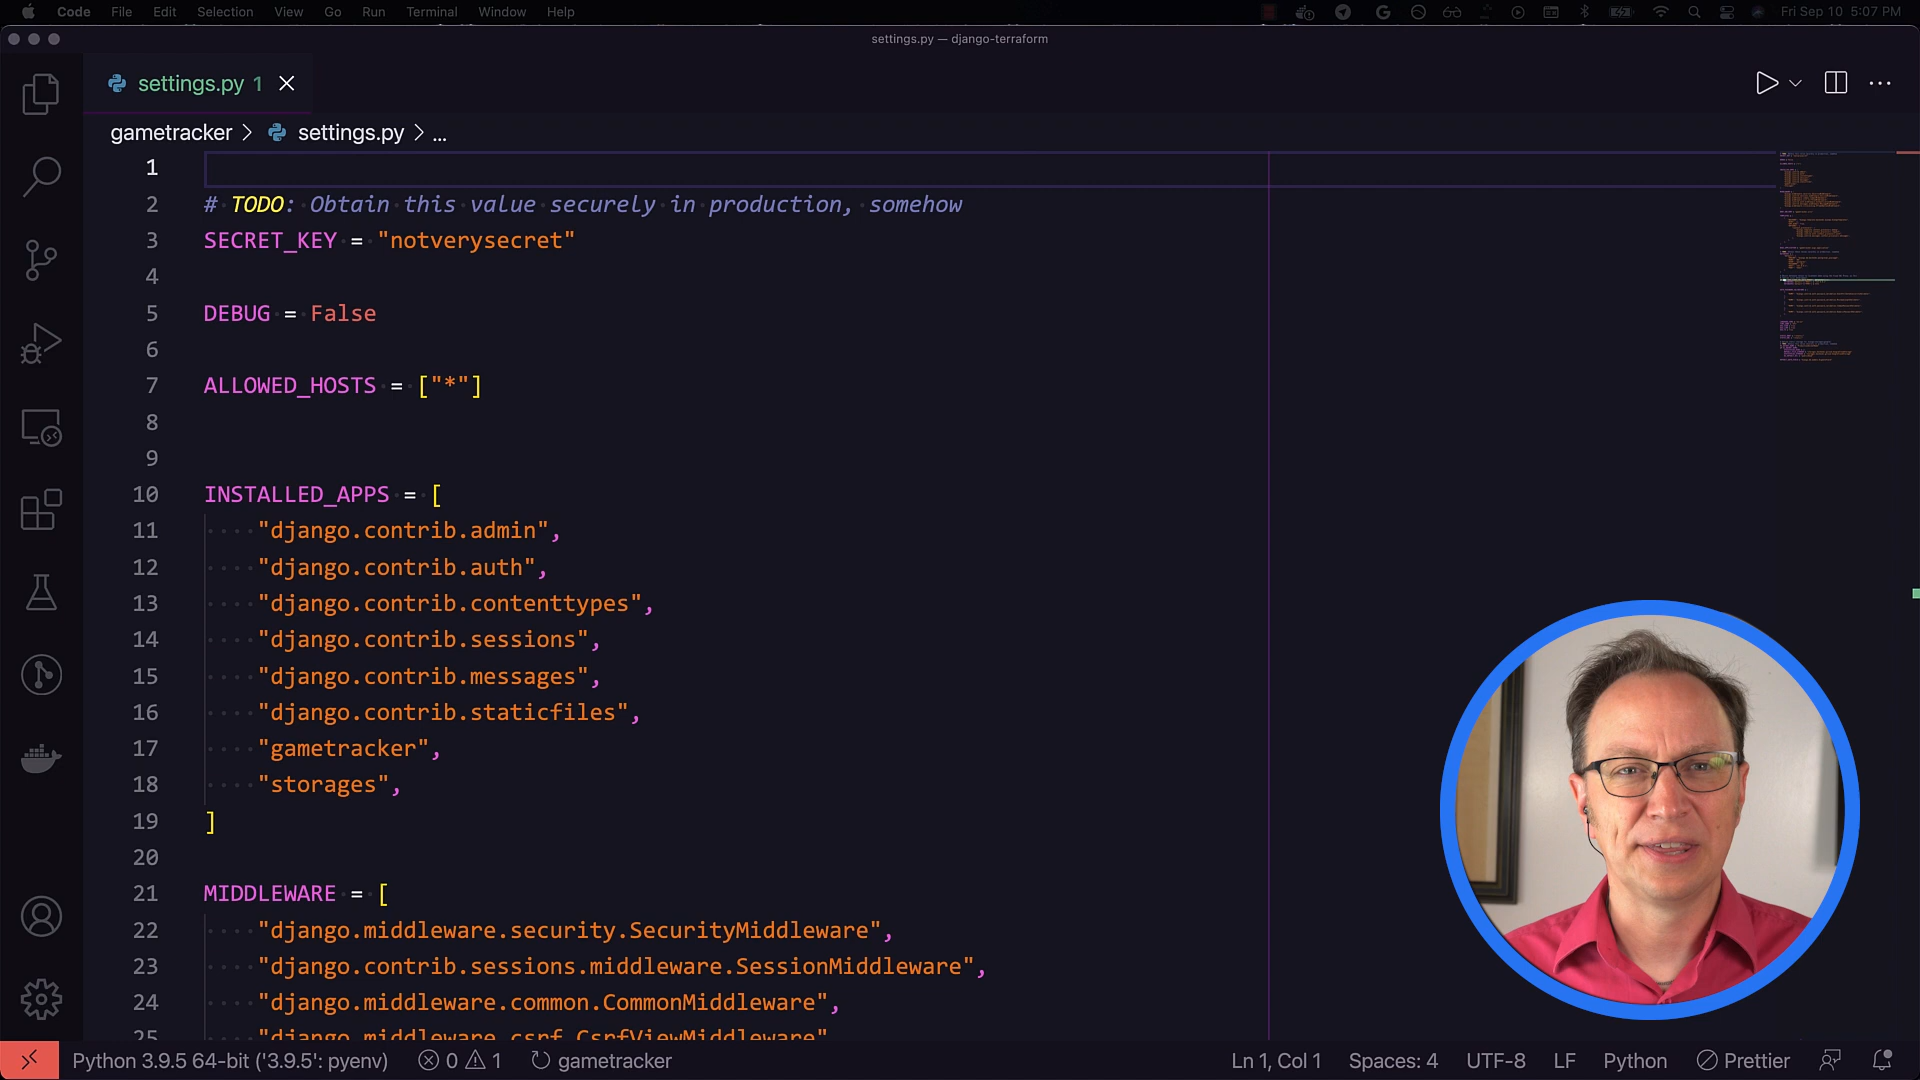 Code File Edit Selection View Go Run Terminal Window Help Fri Sep 10 5:07 PM
settings.py — django-terraform
settings.py 1
gametracker > settings.py > ...
1
2 # TODO: Obtain this value securely in production, somehow
3 SECRET_KEY = "notverysecret"
4
5 DEBUG = False
6
7 ALLOWED_HOSTS = ["*"]
8
9
10 INSTALLED_APPS = [
11 "django.contrib.admin",
12 "django.contrib.auth",
13 "django.contrib.contenttypes",
14 "django.contrib.sessions",
15 "django.contrib.messages",
16 "django.contrib.staticfiles",
17 "gametracker",
18 "storages",
19 ]
20
21 MIDDLEWARE = [
22 "django.middleware.security.SecurityMiddleware",
23 "django.contrib.sessions.middleware.SessionMiddleware",
24 "django.middleware.common.CommonMiddleware",
25 "django.middleware.csrf.CsrfViewMiddleware"
Python 3.9.5 64-bit ('3.9.5': pyenv) 0 1 gametracker Ln 1, Col 1 Spaces: 4 UTF-8 LF Python Prettier